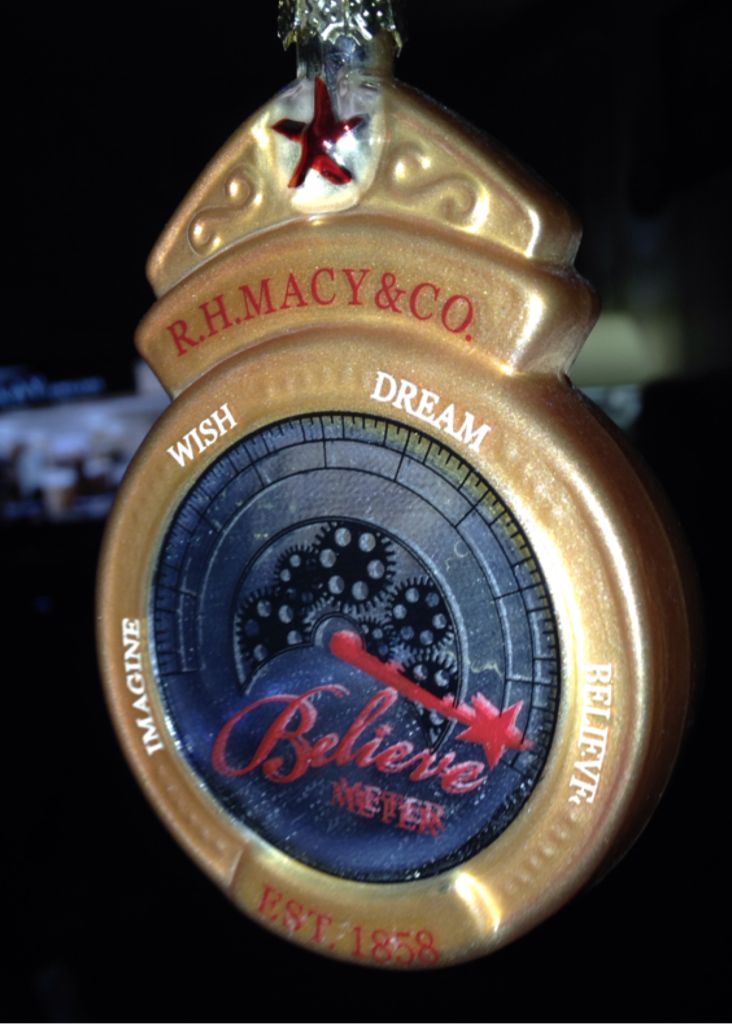 R.H.MACY&CO.
WISH
DREAM
IMAGINE
BELIEVE
Believe
METER
EST. 1858